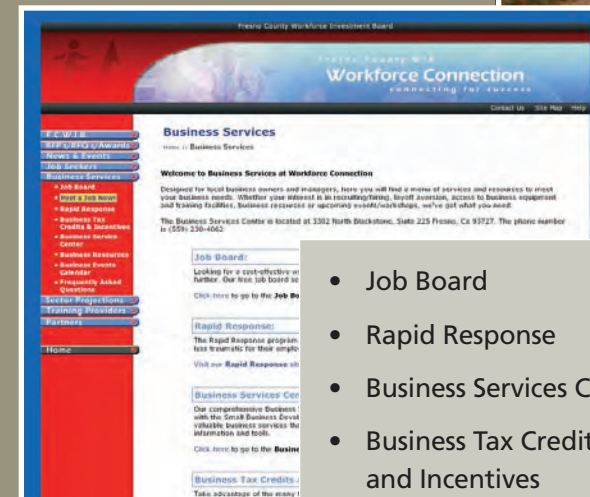 Fresno County Workforce Investment Board
Fresno County WIB
Workforce Connection
connecting for success
Contact Us Site Map Help
F.C.W.I.B
RFP's/RFQ's/Awards
News & Events
Job Seekers
Business Services
• Job Board
• Post a Job Now!
• Rapid Response
• Business Tax
Credits & Incentives
• Business Service
Center
• Business Resources
• Business Events
Calendar
• Frequently Asked
Questions
Sector Projections
Training Providers
Partners
Home
Business Services
Home :: Business Services
Welcome to Business Services at Workforce Connection
Designed for local business owners and managers, here you will find a menu of services and resources to meet
your business needs. Whether your interest is in recruiting/hiring, layoff aversion, access to business equipment
and training facilities, business resources or upcoming events/workshops, we've got what you need.
The Business Services Center is located at 3302 North Blackstone, Suite 225 Fresno, Ca 93727. The phone number
is (559) 230-4062
Job Board:
Looking for a cost-effective
further. Our free job board
Click here to go to the Job
Rapid Response:
The Rapid Response program
less traumatic for their
Visit our Rapid Response
Business Services
Our comprehensive Business
with the Small Business
valuable business services
information and tools.
Click here to go to the
Business Tax Credits
Take advantage of the many
• Job Board
• Rapid Response
• Business Services C
• Business Tax Credit
and Incentives